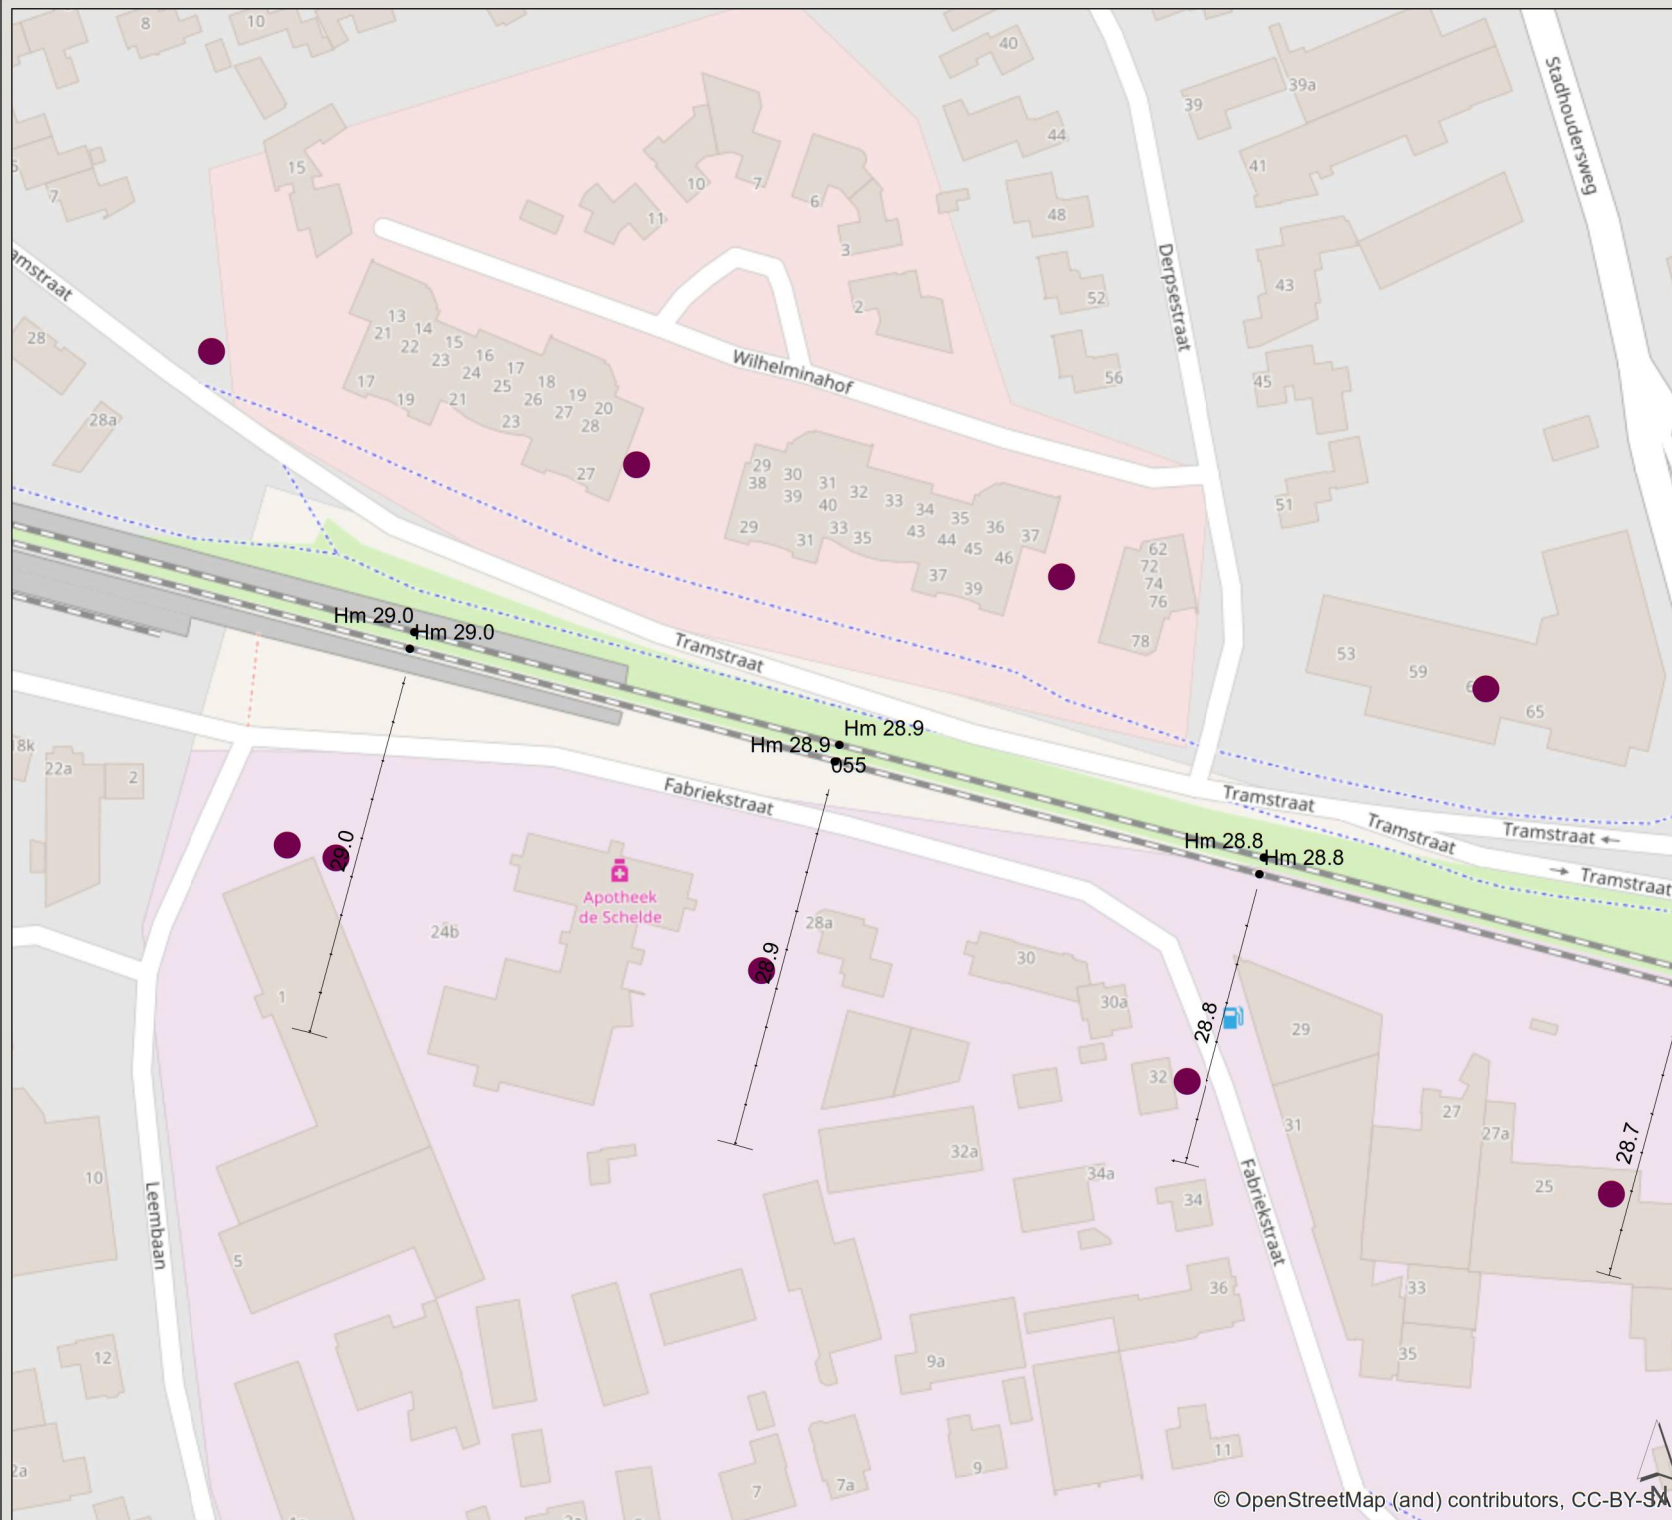 8
10
40
39a
39
44
Stadhoudersweg
15
41
7
10
7
6
11
48
3
Derpsestraat
43
52
2
amstraat
13
21
14
22
15
23
16
24
17
25
18
26
19
27
20
28
28
17
19
21
23
27
Wilhelminahof
56
45
28a
29
38
30
39
31
40
32
33
34
35
36
37
29
31
33
35
43
44
45
46
37
39
51
62
72
74
76
78
Hm 29.0
Hm 29.0
Tramstraat
53
59
65
Hm 28.9
Hm 28.9
055
18k
22a
2
Fabriekstraat
Tramstraat
Tramstraat
Tramstraat ←
→ Tramstraat
Hm 28.8
Hm 28.8
29.0
Apotheek
de Schelde
24b
28a
28.9
30
30a
1
28.8
29
32
27
27a
31
28.7
10
32a
34a
34
25
Leembaan
Fabriekstraat
5
36
33
12
9a
35
2a
7
7a
9
11
N
© OpenStreetMap (and) contributors, CC-BY-SA